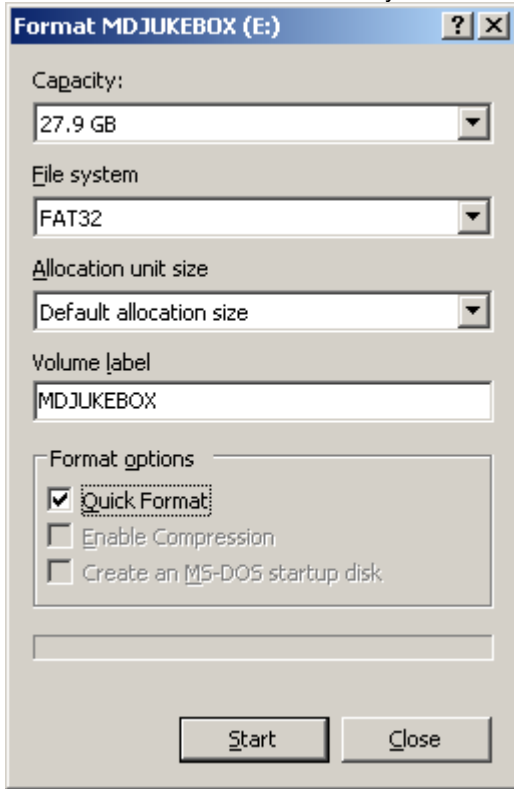 Format MDJUKEBOX (E:)
Capacity:
27.9 GB
File system
FAT32
Allocation unit size
Default allocation size
Volume label
MDJUKEBOX
Format options
Quick Format
Enable Compression
Create an MS-DOS startup disk
Start Close